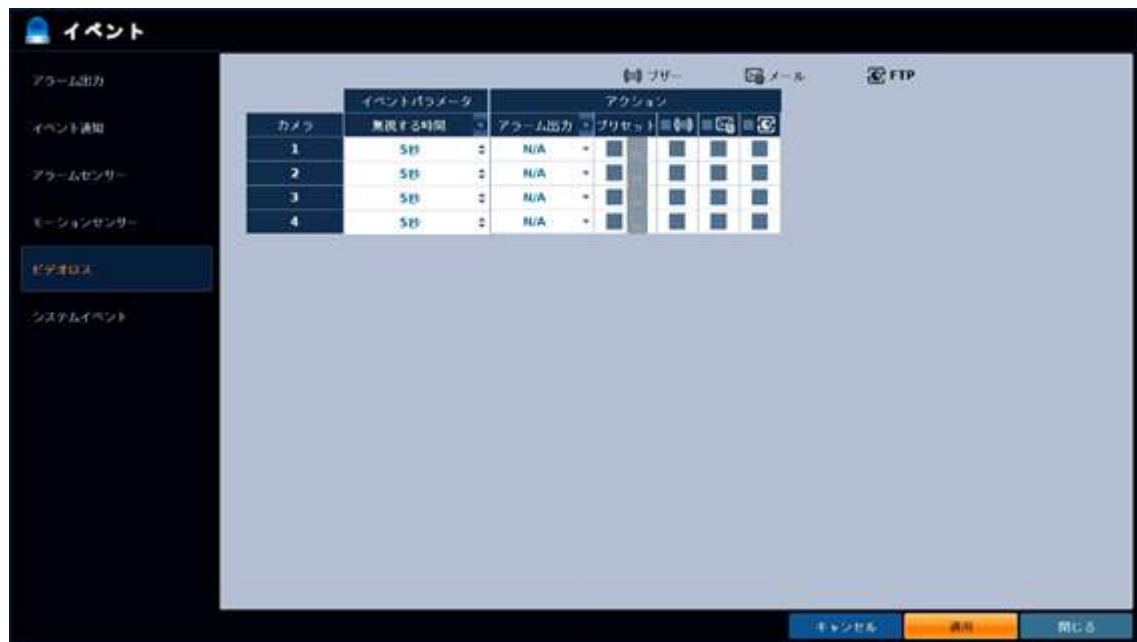 イベント
アラーム出力
イベント通知
アラームセンサー
モーションセンサー
ビデオロス
システムイベント
ブザー メール FTP
イベントパラメータ アクション
カメラ 無視する時間 アラーム出力 プリセット
1 5秒 N/A
2 5秒 N/A
3 5秒 N/A
4 5秒 N/A
キャンセル 適用 閉じる